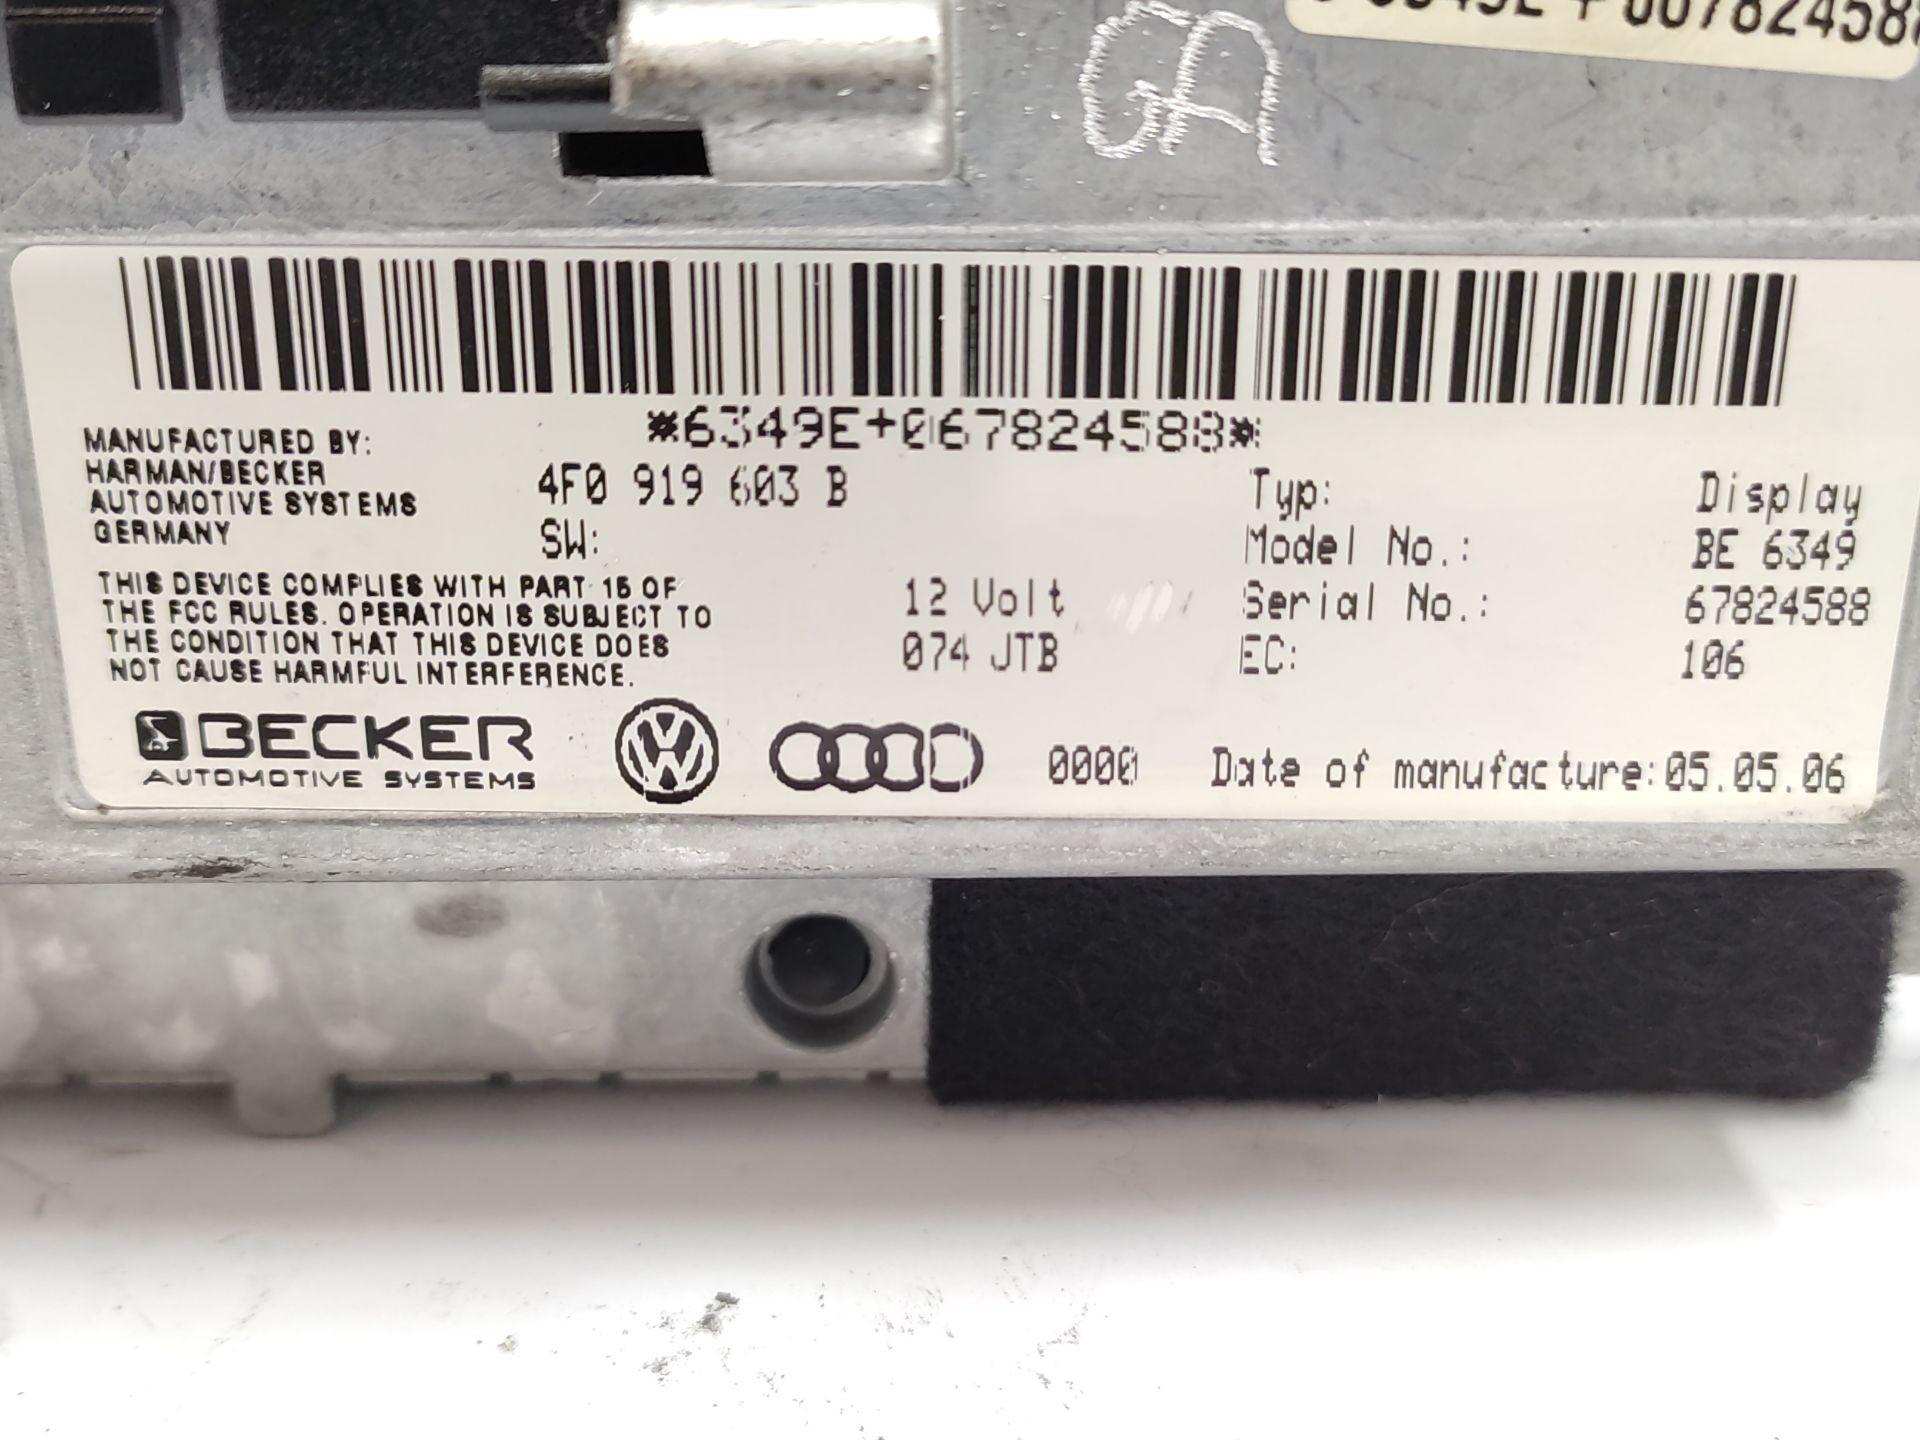 GA
*6349E+067824588*
MANUFACTURED BY:
HARMAN/BECKER
AUTOMOTIVE SYSTEMS
GERMANY
4F0 919 603 B
SW:
Typ: Display
Model No.: BE 6349
Serial No.: 67824588
EC: 106
THIS DEVICE COMPLIES WITH PART 15 OF
THE FCC RULES. OPERATION IS SUBJECT TO
THE CONDITION THAT THIS DEVICE DOES
NOT CAUSE HARMFUL INTERFERENCE.
12 Volt
074 JTB
BECKER
AUTOMOTIVE SYSTEMS
VW
0000
Date of manufacture: 05.05.06